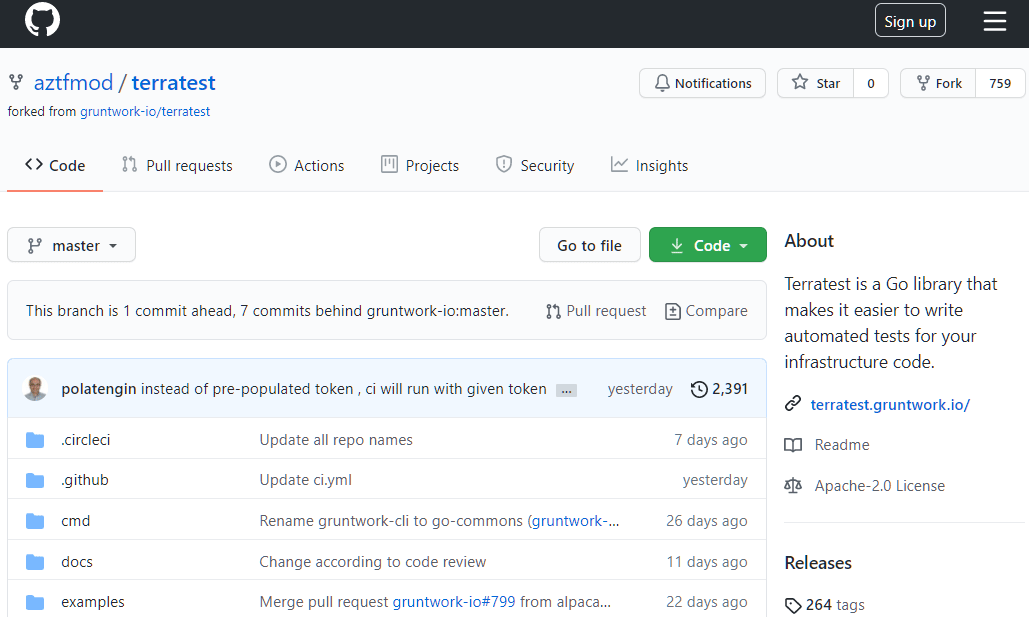 Sign up
aztfmod / terratest
Notifications
Star 0
Fork 759
forked from gruntwork-io/terratest
Code
Pull requests
Actions
Projects
Security
Insights
master
Go to file
Code
This branch is 1 commit ahead, 7 commits behind gruntwork-io:master.
Pull request
Compare
polatengin instead of pre-populated token , ci will run with given token ... yesterday 2,391
.circleci Update all repo names 7 days ago
.github Update ci.yml yesterday
cmd Rename gruntwork-cli to go-commons (gruntwork-... 26 days ago
docs Change according to code review 11 days ago
examples Merge pull request gruntwork-io#799 from alpaca... 22 days ago
About
Terratest is a Go library that
makes it easier to write
automated tests for your
infrastructure code.
terratest.gruntwork.io/
Readme
Apache-2.0 License
Releases
264 tags